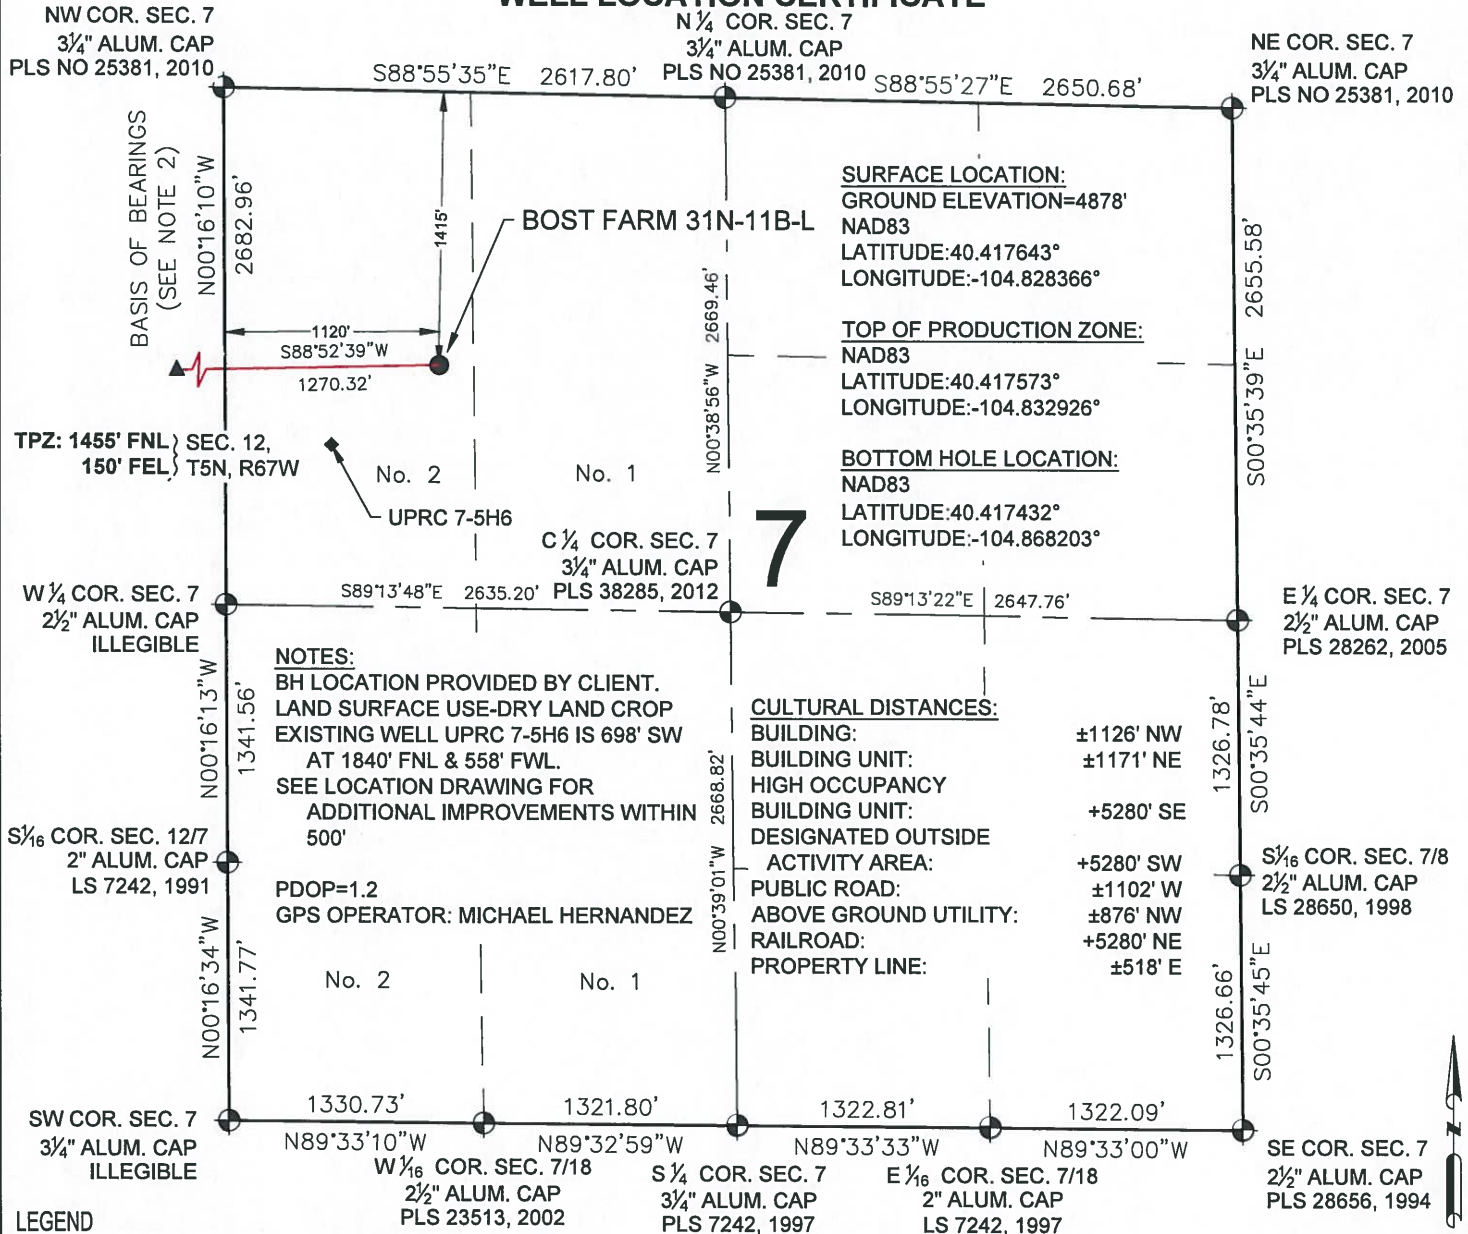 WELL LOCATION CERTIFICATE
NW COR. SEC. 7
3¼" ALUM. CAP
PLS NO 25381, 2010
N ¼ COR. SEC. 7
3¼" ALUM. CAP
PLS NO 25381, 2010
NE COR. SEC. 7
3¼" ALUM. CAP
PLS NO 25381, 2010
S88°55'35"E 2617.80'
S88°55'27"E 2650.68'
BASIS OF BEARINGS
(SEE NOTE 2)
N00°16'10"W
2682.96'
1415'
BOST FARM 31N-11B-L
1120'
S88°52'39"W
1270.32'
TPZ: 1455' FNL } SEC. 12,
150' FEL } T5N, R67W
No. 2
No. 1
UPRC 7-5H6
N00°38'56"W 2669.46'
SURFACE LOCATION:
GROUND ELEVATION=4878'
NAD83
LATITUDE:40.417643°
LONGITUDE:-104.828366°
TOP OF PRODUCTION ZONE:
NAD83
LATITUDE:40.417573°
LONGITUDE:-104.832926°
BOTTOM HOLE LOCATION:
NAD83
LATITUDE:40.417432°
LONGITUDE:-104.868203°
2655.58'
S00°35'39"E
7
C ¼ COR. SEC. 7
3¼" ALUM. CAP
PLS 38285, 2012
W ¼ COR. SEC. 7
2½" ALUM. CAP
ILLEGIBLE
S89°13'48"E 2635.20'
S89°13'22"E 2647.76'
E ¼ COR. SEC. 7
2½" ALUM. CAP
PLS 28262, 2005
N00°16'13"W
1341.56'
NOTES:
BH LOCATION PROVIDED BY CLIENT.
LAND SURFACE USE-DRY LAND CROP
EXISTING WELL UPRC 7-5H6 IS 698' SW
AT 1840' FNL & 558' FWL.
SEE LOCATION DRAWING FOR
ADDITIONAL IMPROVEMENTS WITHIN
500'
PDOP=1.2
GPS OPERATOR: MICHAEL HERNANDEZ
N00°39'01"W 2668.82'
CULTURAL DISTANCES:
BUILDING: ±1126' NW
BUILDING UNIT: ±1171' NE
HIGH OCCUPANCY
BUILDING UNIT: +5280' SE
DESIGNATED OUTSIDE
ACTIVITY AREA: +5280' SW
PUBLIC ROAD: ±1102' W
ABOVE GROUND UTILITY: ±876' NW
RAILROAD: +5280' NE
PROPERTY LINE: ±518' E
1326.78'
S00°35'44"E
S1⁄16 COR. SEC. 12/7
2" ALUM. CAP
LS 7242, 1991
S1⁄16 COR. SEC. 7/8
2½" ALUM. CAP
LS 28650, 1998
N00°16'34"W
1341.77'
No. 2
No. 1
1326.66'
S00°35'45"E
SW COR. SEC. 7
3¼" ALUM. CAP
ILLEGIBLE
1330.73'
N89°33'10"W
1321.80'
N89°32'59"W
1322.81'
N89°33'33"W
1322.09'
N89°33'00"W
W 1⁄16 COR. SEC. 7/18
2½" ALUM. CAP
PLS 23513, 2002
S ¼ COR. SEC. 7
3¼" ALUM. CAP
PLS 7242, 1997
E 1⁄16 COR. SEC. 7/18
2" ALUM. CAP
LS 7242, 1997
SE COR. SEC. 7
2½" ALUM. CAP
PLS 28656, 1994
N
LEGEND